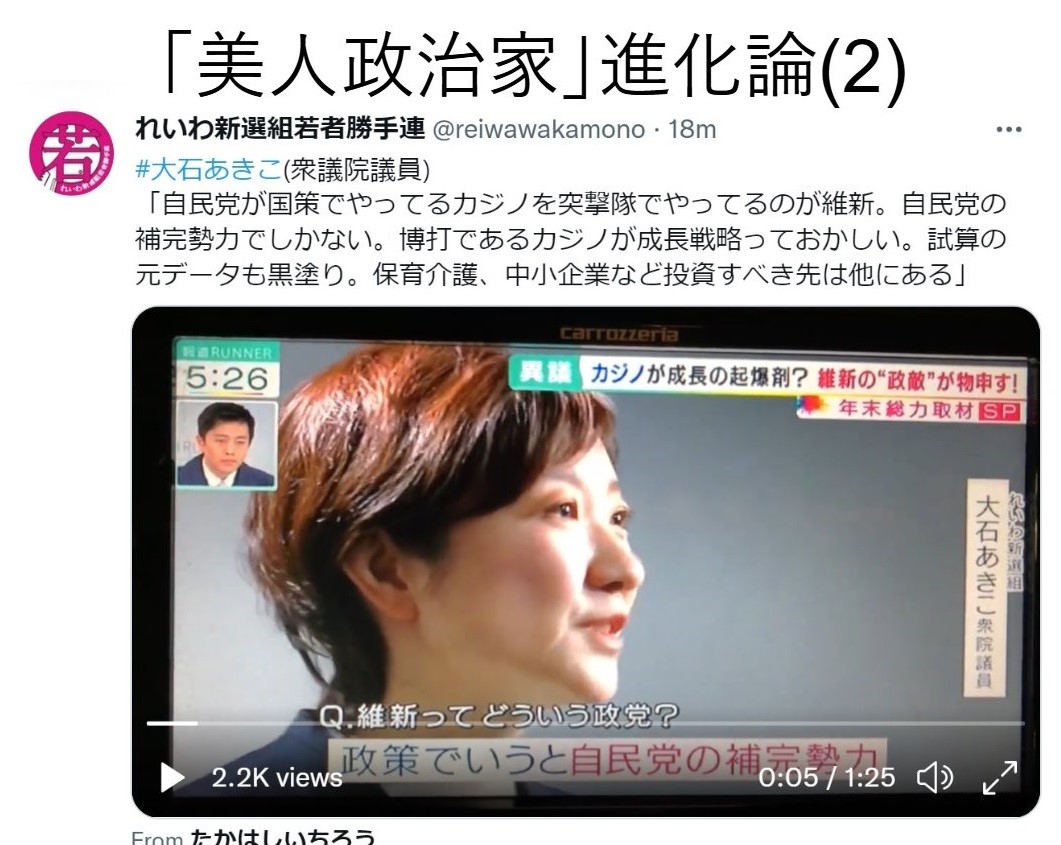 「美人政治家」進化論(2)
れいわ新選組若者勝手連 @reiwawakamono · 18m
若
#大石あきこ(衆議院議員)
「自民党が国策でやってるカジノを突撃隊でやってるのが維新。自民党の
補完勢力でしかない。博打であるカジノが成長戦略っておかしい。試算の
元データも黒塗り。保育介護、中小企業など投資すべき先は他にある」
carrozzeria
報道RUNNER
5:26
異議 カジノが成長の起爆剤? 維新の“政敵”が物申す!
年末総力取材 SP
れいわ新選組
大石あきこ衆院議員
Q.維新ってどういう政党?
政策でいうと自民党の補完勢力
2.2K views
0:05 / 1:25
From たかはしいちろう